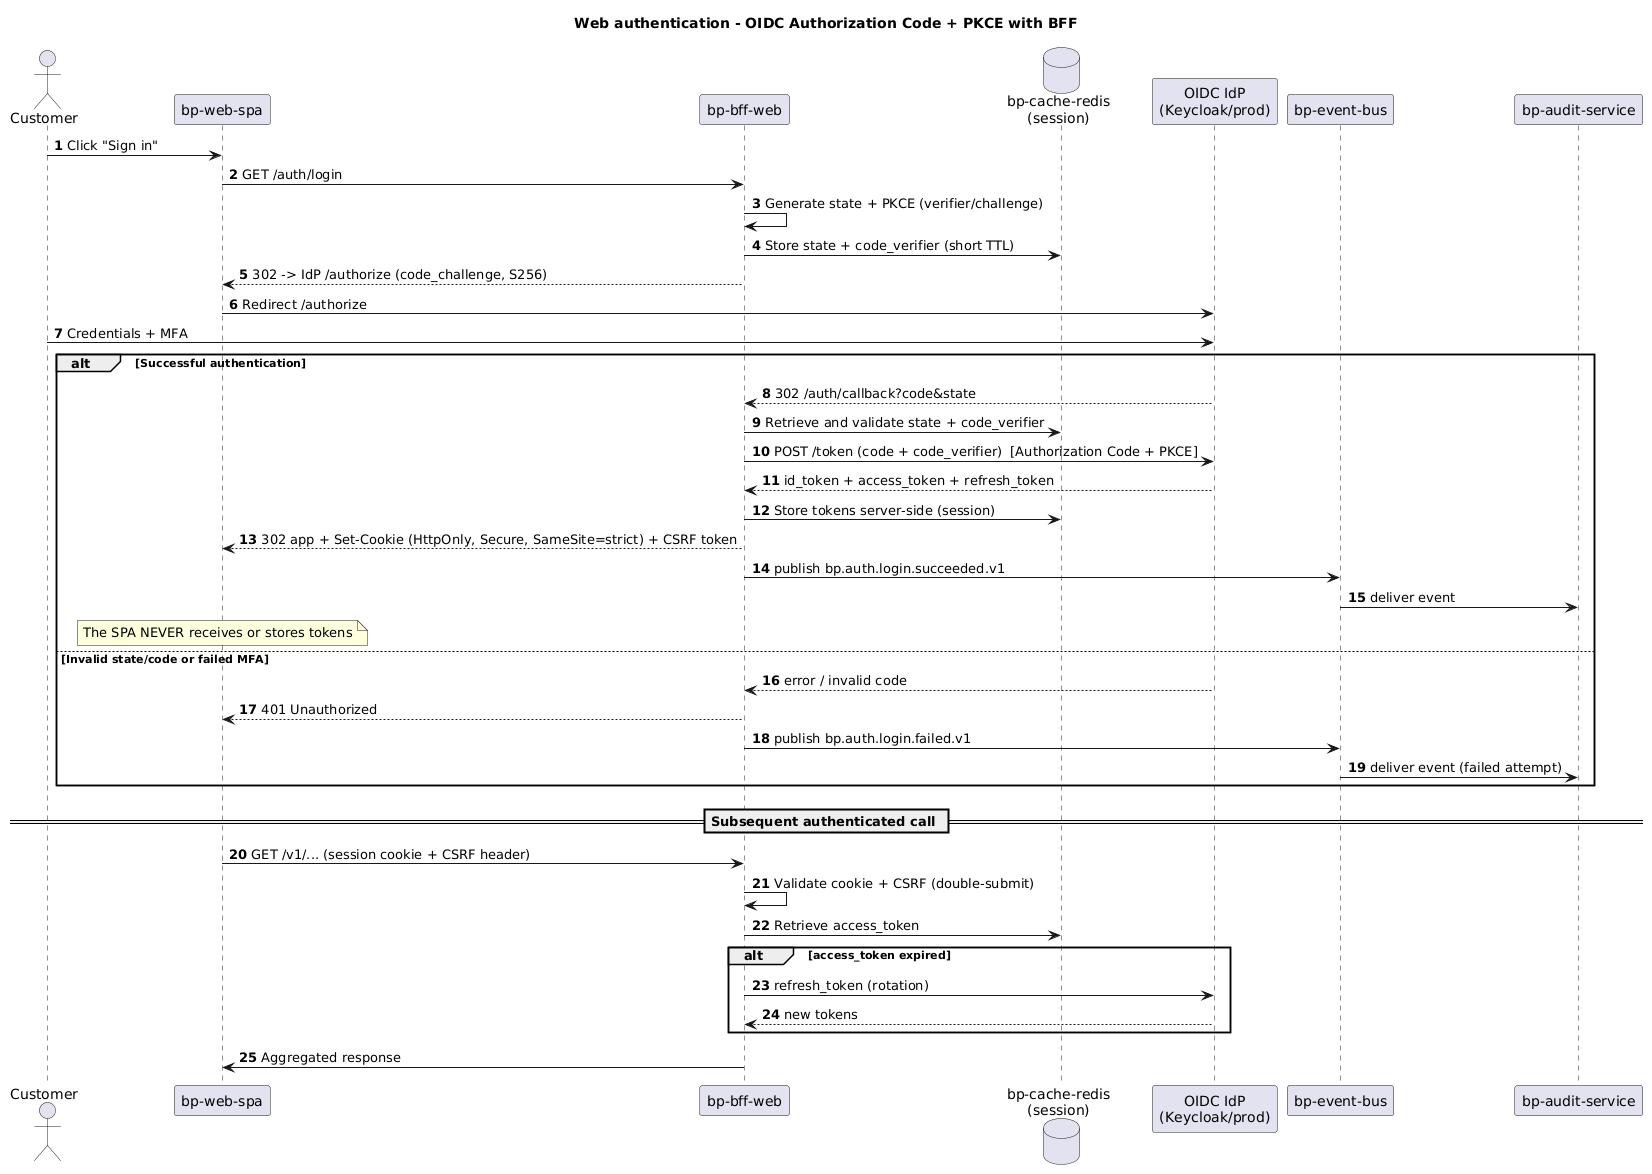 Web authentication - OIDC Authorization Code + PKCE with BFF
Customer
bp-web-spa
bp-bff-web
bp-cache-redis
(session)
OIDC IdP
(Keycloak/prod)
bp-event-bus
bp-audit-service
1 Click "Sign in"
2 GET /auth/login
3 Generate state + PKCE (verifier/challenge)
4 Store state + code_verifier (short TTL)
5 302 -> IdP /authorize (code_challenge, S256)
6 Redirect /authorize
7 Credentials + MFA
alt [Successful authentication]
8 302 /auth/callback?code&state
9 Retrieve and validate state + code_verifier
10 POST /token (code + code_verifier)  [Authorization Code + PKCE]
11 id_token + access_token + refresh_token
12 Store tokens server-side (session)
13 302 app + Set-Cookie (HttpOnly, Secure, SameSite=strict) + CSRF token
14 publish bp.auth.login.succeeded.v1
15 deliver event
The SPA NEVER receives or stores tokens
[Invalid state/code or failed MFA]
16 error / invalid code
17 401 Unauthorized
18 publish bp.auth.login.failed.v1
19 deliver event (failed attempt)
Subsequent authenticated call
20 GET /v1/... (session cookie + CSRF header)
21 Validate cookie + CSRF (double-submit)
22 Retrieve access_token
alt [access_token expired]
23 refresh_token (rotation)
24 new tokens
25 Aggregated response
Customer
bp-web-spa
bp-bff-web
bp-cache-redis
(session)
OIDC IdP
(Keycloak/prod)
bp-event-bus
bp-audit-service